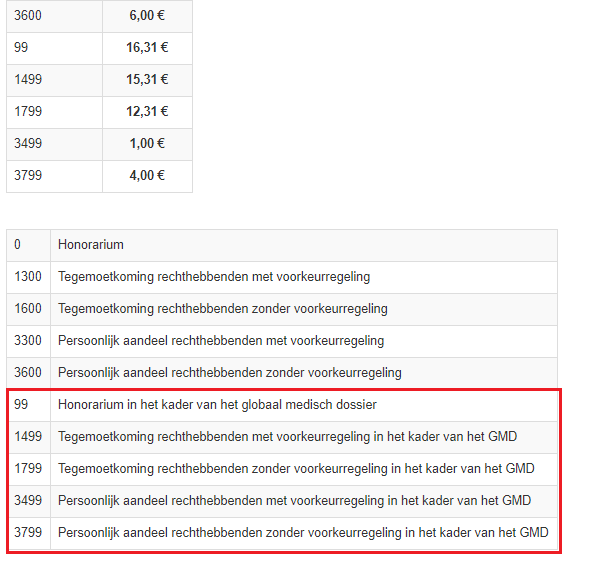 3600 6,00 €
99 16,31 €
1499 15,31 €
1799 12,31 €
3499 1,00 €
3799 4,00 €
0 Honorarium
1300 Tegemoetkoming rechthebbenden met voorkeurregeling
1600 Tegemoetkoming rechthebbenden zonder voorkeurregeling
3300 Persoonlijk aandeel rechthebbenden met voorkeurregeling
3600 Persoonlijk aandeel rechthebbenden zonder voorkeurregeling
99 Honorarium in het kader van het globaal medisch dossier
1499 Tegemoetkoming rechthebbenden met voorkeurregeling in het kader van het GMD
1799 Tegemoetkoming rechthebbenden zonder voorkeurregeling in het kader van het GMD
3499 Persoonlijk aandeel rechthebbenden met voorkeurregeling in het kader van het GMD
3799 Persoonlijk aandeel rechthebbenden zonder voorkeurregeling in het kader van het GMD